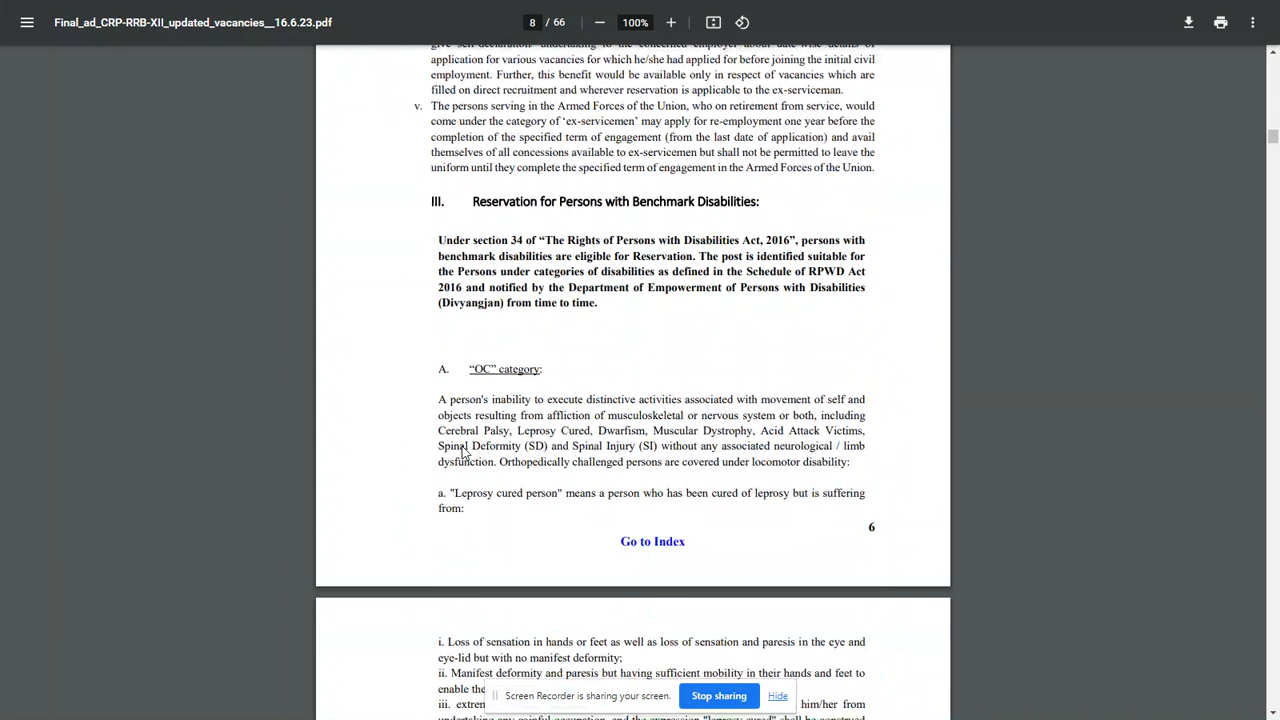 Final_ad_CRP-RRB-XII_updated_vacancies__16.6.23.pdf
8 / 66
100%
give self-declaration/ undertaking to the concerned employer about date-wise details of
application for various vacancies for which he/she had applied for before joining the initial civil
employment. Further, this benefit would be available only in respect of vacancies which are
filled on direct recruitment and wherever reservation is applicable to the ex-serviceman.
v. The persons serving in the Armed Forces of the Union, who on retirement from service, would
come under the category of ‘ex-servicemen’ may apply for re-employment one year before the
completion of the specified term of engagement (from the last date of application) and avail
themselves of all concessions available to ex-servicemen but shall not be permitted to leave the
uniform until they complete the specified term of engagement in the Armed Forces of the Union.
III. Reservation for Persons with Benchmark Disabilities:
Under section 34 of “The Rights of Persons with Disabilities Act, 2016”, persons with
benchmark disabilities are eligible for Reservation. The post is identified suitable for
the Persons under categories of disabilities as defined in the Schedule of RPWD Act
2016 and notified by the Department of Empowerment of Persons with Disabilities
(Divyangjan) from time to time.
A. “OC” category:
A person's inability to execute distinctive activities associated with movement of self and
objects resulting from affliction of musculoskeletal or nervous system or both, including
Cerebral Palsy, Leprosy Cured, Dwarfism, Muscular Dystrophy, Acid Attack Victims,
Spinal Deformity (SD) and Spinal Injury (SI) without any associated neurological / limb
dysfunction. Orthopedically challenged persons are covered under locomotor disability:
a. "Leprosy cured person" means a person who has been cured of leprosy but is suffering
from:
6
Go to Index
i. Loss of sensation in hands or feet as well as loss of sensation and paresis in the eye and
eye-lid but with no manifest deformity;
ii. Manifest deformity and paresis but having sufficient mobility in their hands and feet to
enable the
iii. extrem him/her from
Screen Recorder is sharing your screen.
Stop sharing
Hide